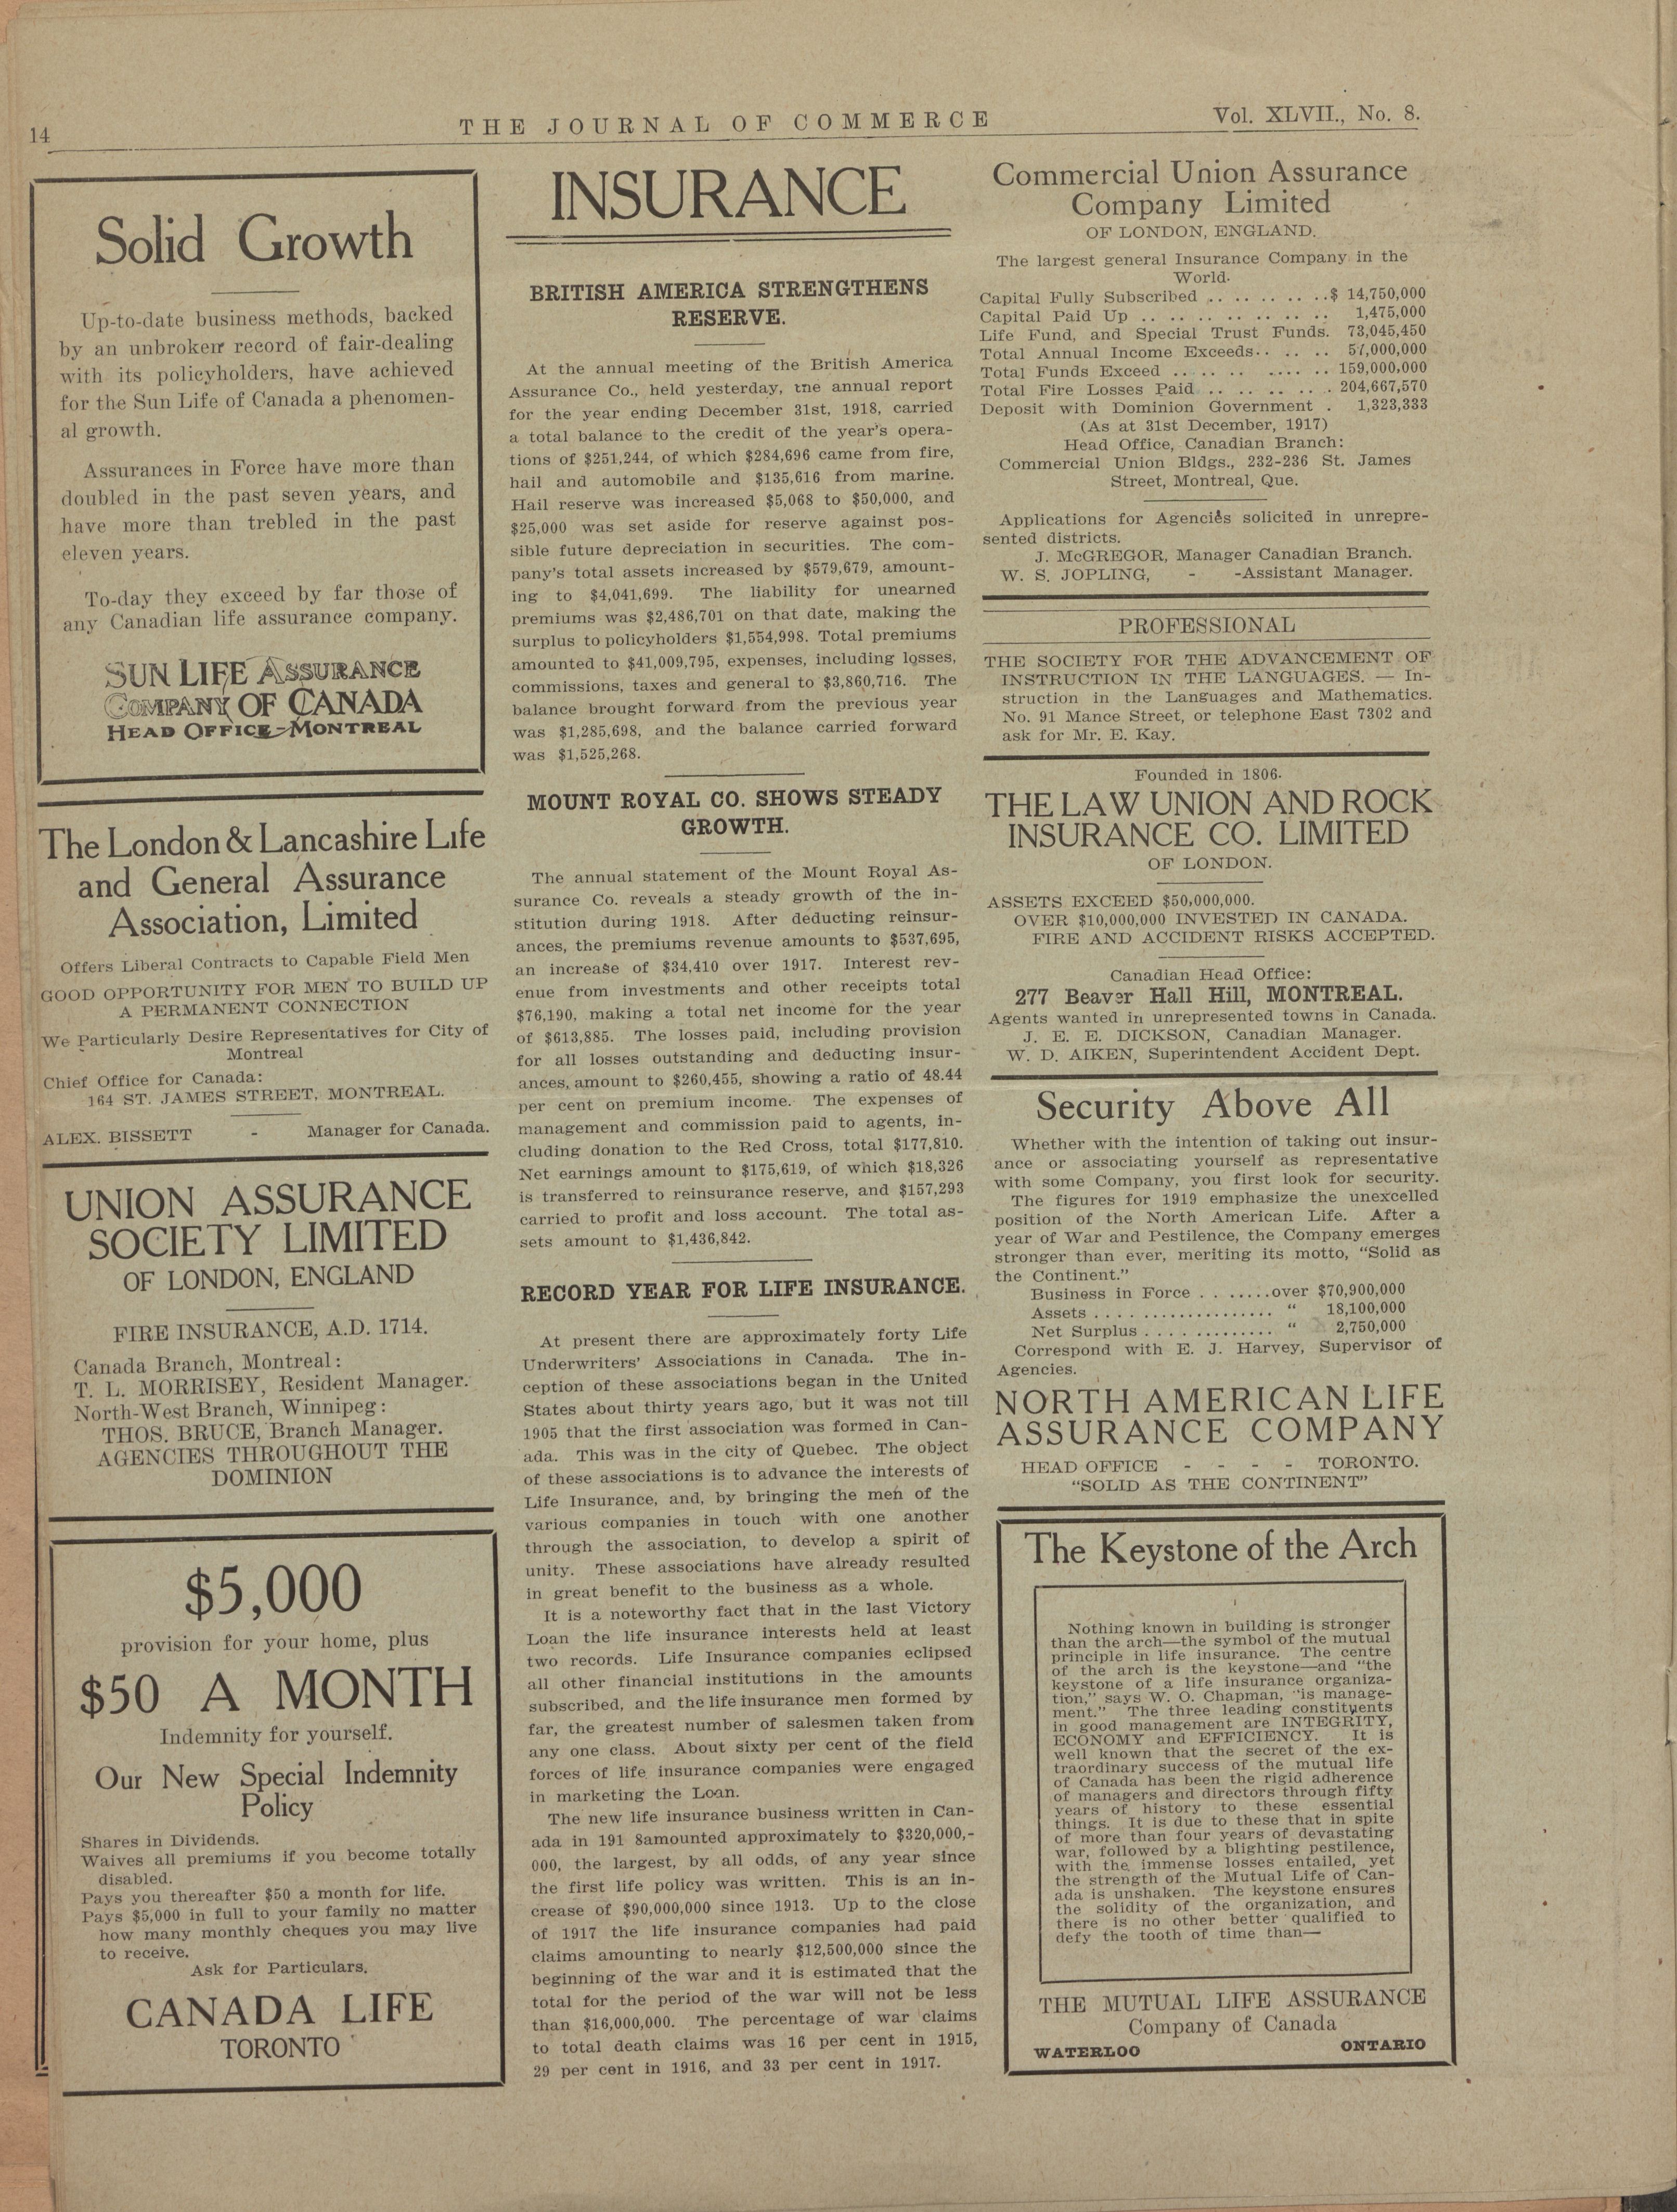 14
THE JOURNAL OF COMMERCE
Vol. XLVII., No. 8.
Solid Growth
Up-to-date business methods, backed
by an unbroken record of fair-dealing
with its policyholders, have achieved
for the Sun Life of Canada a phenomen-
al growth.
Assurances in Force have more than
doubled in the past seven years, and
have more than trebled in the past
eleven years.
To-day they exceed by far those of
any Canadian life assurance company.
SUN LIFE ASSURANCE
COMPANY OF CANADA
HEAD OFFICE-MONTREAL
The London & Lancashire Life
and General Assurance
Association, Limited
Offers Liberal Contracts to Capable Field Men
GOOD OPPORTUNITY FOR MEN TO BUILD UP
A PERMANENT CONNECTION
We Particularly Desire Representatives for City of
Montreal
Chief Office for Canada:
164 ST. JAMES STREET, MONTREAL.
ALEX. BISSETT - Manager for Canada.
UNION ASSURANCE
SOCIETY LIMITED
OF LONDON, ENGLAND
FIRE INSURANCE, A.D. 1714.
Canada Branch, Montreal:
T. L. MORRISEY, Resident Manager.
North-West Branch, Winnipeg:
THOS. BRUCE, Branch Manager.
AGENCIES THROUGHOUT THE
DOMINION
$5,000
provision for your home, plus
$50 A MONTH
Indemnity for yourself.
Our New Special Indemnity
Policy
Shares in Dividends.
Waives all premiums if you become totally
disabled.
Pays you thereafter $50 a month for life.
Pays $5,000 in full to your family no matter
how many monthly cheques you may live
to receive.
Ask for Particulars.
CANADA LIFE
TORONTO
INSURANCE
BRITISH AMERICA STRENGTHENS
RESERVE.
At the annual meeting of the British America
Assurance Co., held yesterday, tne annual report
for the year ending December 31st, 1918, carried
a total balance to the credit of the year's opera-
tions of $251,244, of which $284,696 came from fire,
hail and automobile and $135,616 from marine.
Hail reserve was increased $5,068 to $50,000, and
$25,000 was set aside for reserve against pos-
sible future depreciation in securities. The com-
pany's total assets increased by $579,679, amount-
ing to $4,041,699. The liability for unearned
premiums was $2,486,701 on that date, making the
surplus to policyholders $1,554,998. Total premiums
amounted to $41,009,795, expenses, including losses,
commissions, taxes and general to $3,860,716. The
balance brought forward from the previous year
was $1,285,698, and the balance carried forward
was $1,525,268.
MOUNT ROYAL CO. SHOWS STEADY
GROWTH.
The annual statement of the Mount Royal As-
surance Co. reveals a steady growth of the in-
stitution during 1918. After deducting reinsur-
ances, the premiums revenue amounts to $537,695,
an increase of $34,410 over 1917. Interest rev-
enue from investments and other receipts total
$76,190, making a total net income for the year
of $613,885. The losses paid, including provision
for all losses outstanding and deducting insur-
ances, amount to $260,455, showing a ratio of 48.44
per cent on premium income. The expenses of
management and commission paid to agents, in-
cluding donation to the Red Cross, total $177,810.
Net earnings amount to $175,619, of which $18,326
is transferred to reinsurance reserve, and $157,293
carried to profit and loss account. The total as-
sets amount to $1,436,842.
RECORD YEAR FOR LIFE INSURANCE.
At present there are approximately forty Life
Underwriters' Associations in Canada. The in-
ception of these associations began in the United
States about thirty years ago, but it was not till
1905 that the first association was formed in Can-
ada. This was in the city of Quebec. The object
of these associations is to advance the interests of
Life Insurance, and, by bringing the men of the
various companies in touch with one another
through the association, to develop a spirit of
unity. These associations have already resulted
in great benefit to the business as a whole.
It is a noteworthy fact that in the last Victory
Loan the life insurance interests held at least
two records. Life Insurance companies eclipsed
all other financial institutions in the amounts
subscribed, and the life insurance men formed by
far, the greatest number of salesmen taken from
any one class. About sixty per cent of the field
forces of life insurance companies were engaged
in marketing the Loan.
The new life insurance business written in Can-
ada in 191 8amounted approximately to $320,000,-
000, the largest, by all odds, of any year since
the first life policy was written. This is an in-
crease of $90,000,000 since 1913. Up to the close
of 1917 the life insurance companies had paid
claims amounting to nearly $12,500,000 since the
beginning of the war and it is estimated that the
total for the period of the war will not be less
than $16,000,000. The percentage of war claims
to total death claims was 16 per cent in 1915,
29 per cent in 1916, and 33 per cent in 1917.
Commercial Union Assurance
Company Limited
OF LONDON, ENGLAND.
The largest general Insurance Company in the
World.
Capital Fully Subscribed .. .. .. .. ..$ 14,750,000
Capital Paid Up .. .. .. .. .. .. .. .. 1,475,000
Life Fund, and Special Trust Funds. 73,045,450
Total Annual Income Exceeds.. .. .. 57,000,000
Total Funds Exceed .. .. .. .. .. .. 159,000,000
Total Fire Losses Paid .. .. .. .. . 204,667,570
Deposit with Dominion Government . 1,323,333
(As at 31st December, 1917)
Head Office, Canadian Branch:
Commercial Union Bldgs., 232-236 St. James
Street, Montreal, Que.
Applications for Agencies solicited in unrepre-
sented districts.
J. McGREGOR, Manager Canadian Branch.
W. S. JOPLING, - -Assistant Manager.
PROFESSIONAL
THE SOCIETY FOR THE ADVANCEMENT OF
INSTRUCTION IN THE LANGUAGES. — In-
struction in the Languages and Mathematics.
No. 91 Mance Street, or telephone East 7302 and
ask for Mr. E. Kay.
Founded in 1806.
THE LAW UNION AND ROCK
INSURANCE CO. LIMITED
OF LONDON.
ASSETS EXCEED $50,000,000.
OVER $10,000,000 INVESTED IN CANADA.
FIRE AND ACCIDENT RISKS ACCEPTED.
Canadian Head Office:
277 Beaver Hall Hill, MONTREAL.
Agents wanted in unrepresented towns in Canada.
J. E. E. DICKSON, Canadian Manager.
W. D. AIKEN, Superintendent Accident Dept.
Security Above All
Whether with the intention of taking out insur-
ance or associating yourself as representative
with some Company, you first look for security.
The figures for 1919 emphasize the unexcelled
position of the North American Life. After a
year of War and Pestilence, the Company emerges
stronger than ever, meriting its motto, "Solid as
the Continent."
Business in Force . .......over $70,900,000
Assets ................... " 18,100,000
Net Surplus .............. " 2,750,000
Correspond with E. J. Harvey, Supervisor of
Agencies.
NORTH AMERICAN LIFE
ASSURANCE COMPANY
HEAD OFFICE - - - - TORONTO.
"SOLID AS THE CONTINENT"
The Keystone of the Arch
Nothing known in building is stronger
than the arch—the symbol of the mutual
principle in life insurance. The centre
of the arch is the keystone—and "the
keystone of a life insurance organiza-
tion," says W. O. Chapman, "is manage-
ment." The three leading constituents
in good management are INTEGRITY,
ECONOMY and EFFICIENCY. It is
well known that the secret of the ex-
traordinary success of the mutual life
of Canada has been the rigid adherence
of managers and directors through fifty
years of history to these essential
things. It is due to these that in spite
of more than four years of devastating
war, followed by a blighting pestilence,
with the immense losses entailed, yet
the strength of the Mutual Life of Can-
ada is unshaken. The keystone ensures
the solidity of the organization, and
there is no other better qualified to
defy the tooth of time than—
THE MUTUAL LIFE ASSURANCE
Company of Canada
WATERLOO ONTARIO